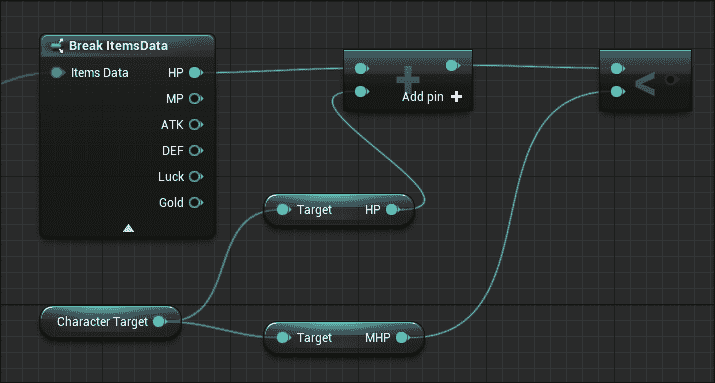 Break ItemsData
Items Data HP
MP
ATK
DEF
Luck
Gold
+
Add pin +
<
Target HP
Character Target
Target MHP